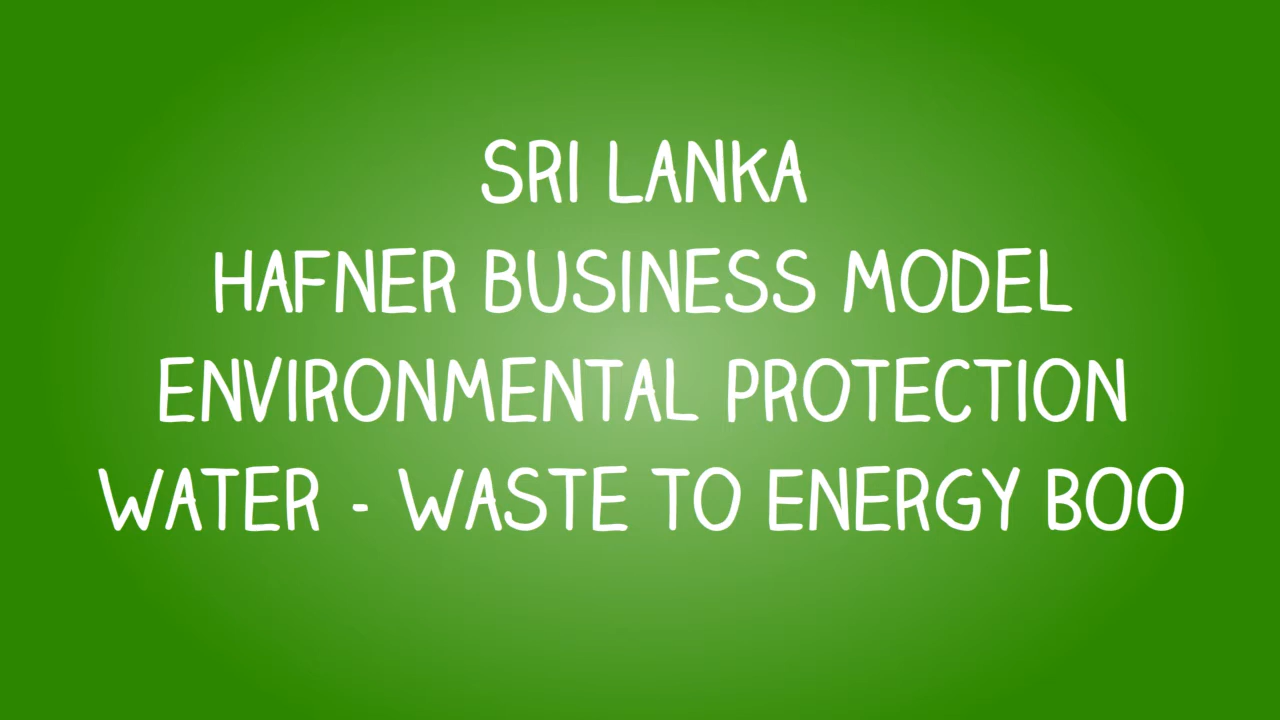 SRI LANKA
HAFNER BUSINESS MODEL
ENVIRONMENTAL PROTECTION
WATER - WASTE TO ENERGY BOO